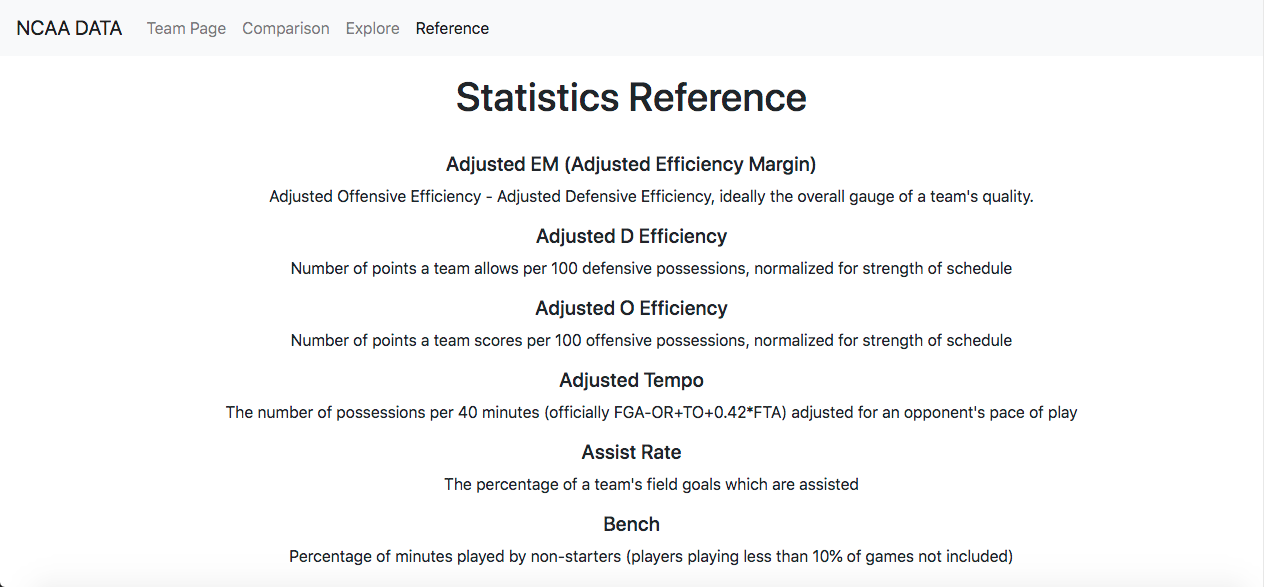 NCAA DATA Team Page Comparison Explore Reference
Statistics Reference
Adjusted EM (Adjusted Efficiency Margin)
Adjusted Offensive Efficiency - Adjusted Defensive Efficiency, ideally the overall gauge of a team's quality.
Adjusted D Efficiency
Number of points a team allows per 100 defensive possessions, normalized for strength of schedule
Adjusted O Efficiency
Number of points a team scores per 100 offensive possessions, normalized for strength of schedule
Adjusted Tempo
The number of possessions per 40 minutes (officially FGA-OR+TO+0.42*FTA) adjusted for an opponent's pace of play
Assist Rate
The percentage of a team's field goals which are assisted
Bench
Percentage of minutes played by non-starters (players playing less than 10% of games not included)